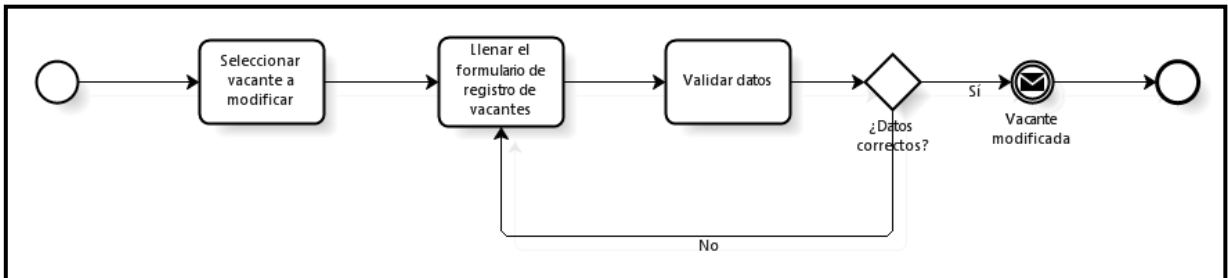 Seleccionar
vacante a
modificar
Llenar el
formulario de
registro de
vacantes
Validar datos
¿Datos
correctos?
Sí
Vacante
modificada
No